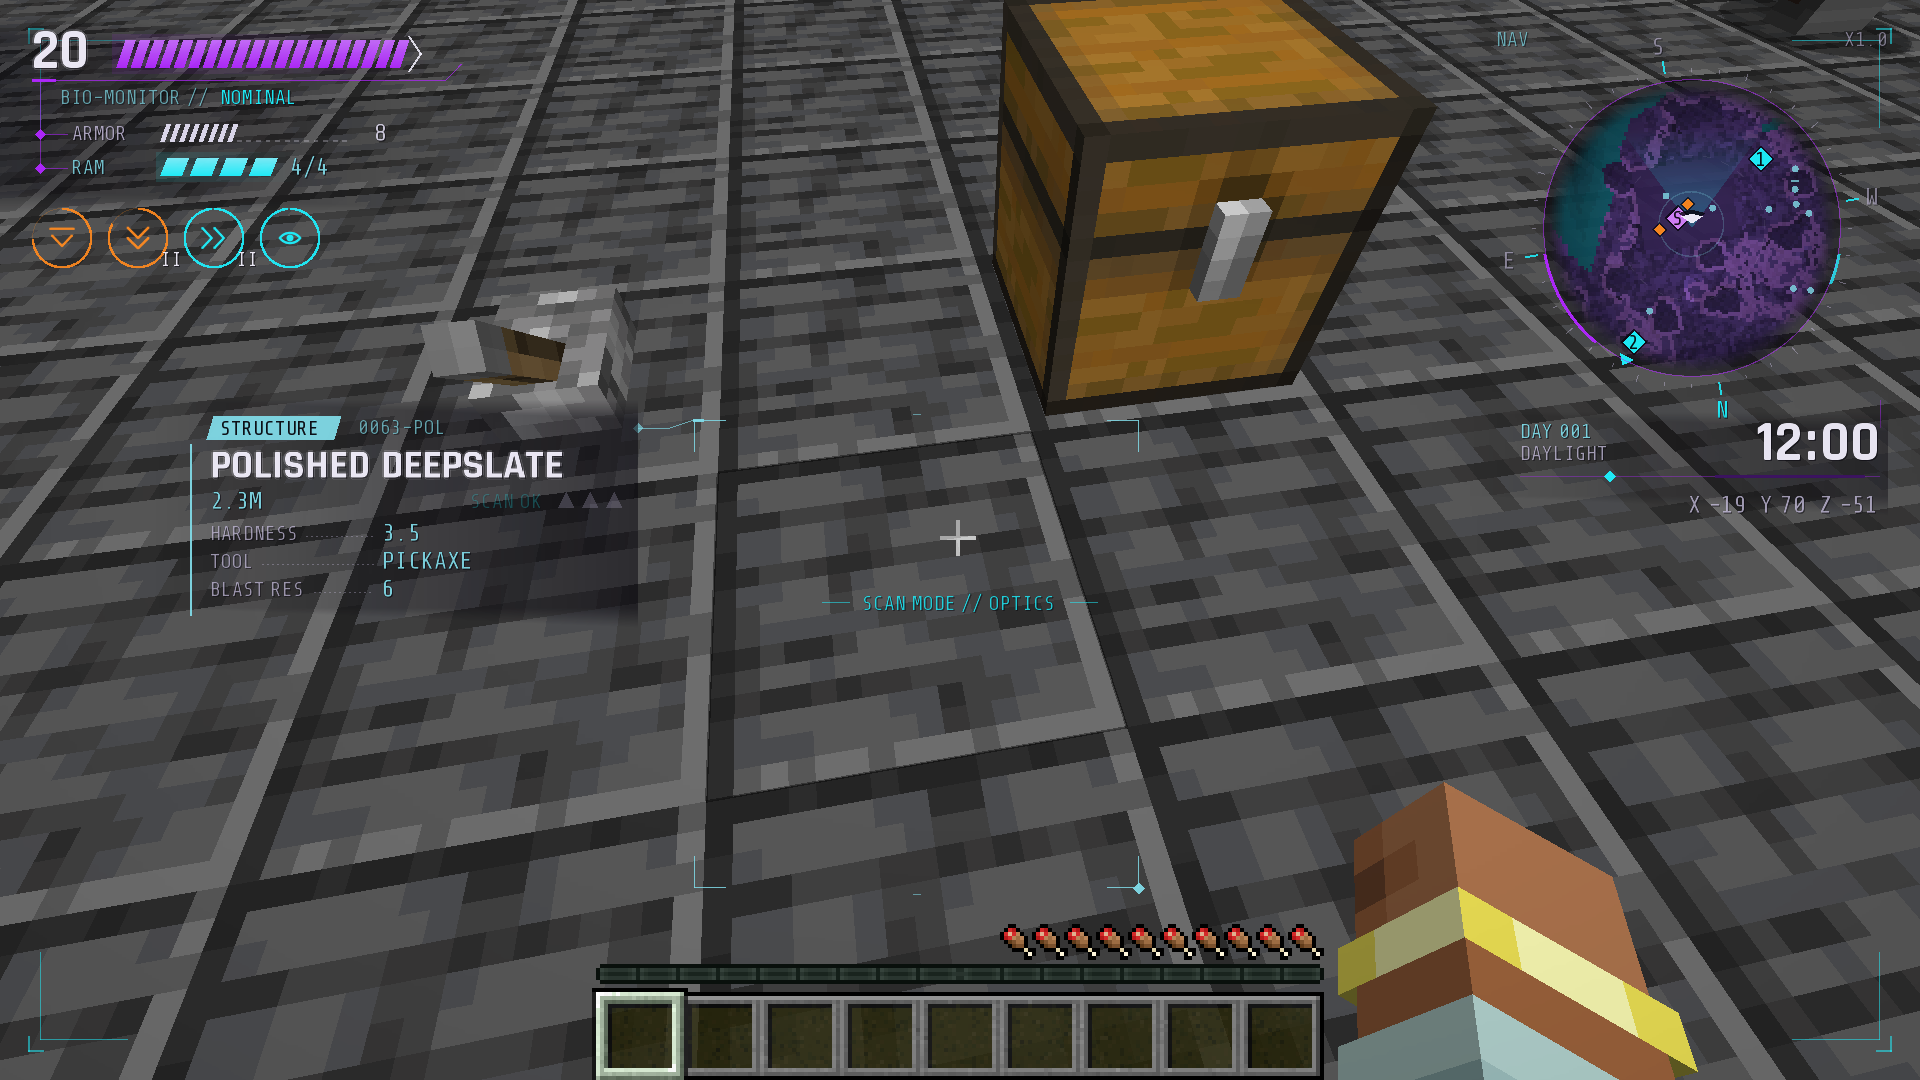 20
BIO-MONITOR // NOMINAL
ARMOR 8
RAM 4/4
II II
STRUCTURE 0063-POL
POLISHED DEEPSLATE
2.3M SCAN OK
HARDNESS 3.5
TOOL PICKAXE
BLAST RES 6
SCAN MODE // OPTICS
NAV X1.0
S
1
W
S
E
2
N
DAY 001 12:00
DAYLIGHT
X -19 Y 70 Z -51